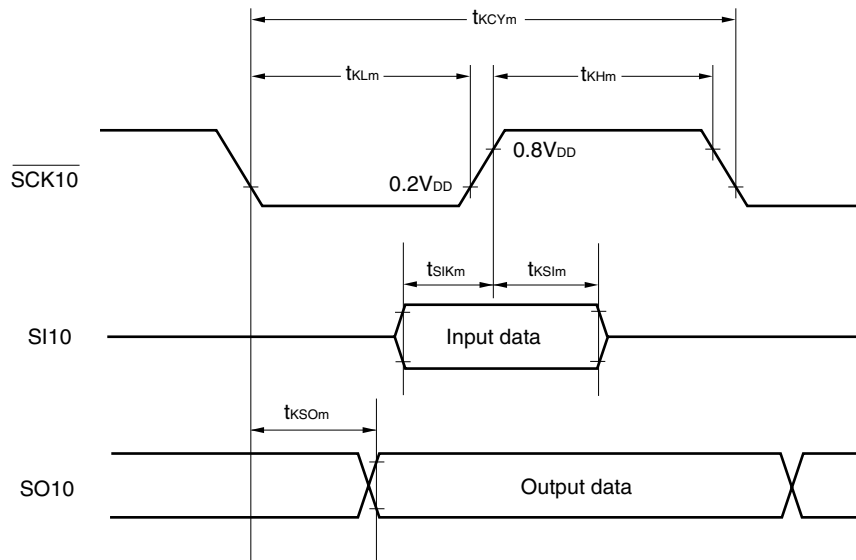 tKCYm
tKLm
tKHm
SCK10
0.2VDD
0.8VDD
tSIKm
tKSIm
SI10
Input data
tKSOm
SO10
Output data